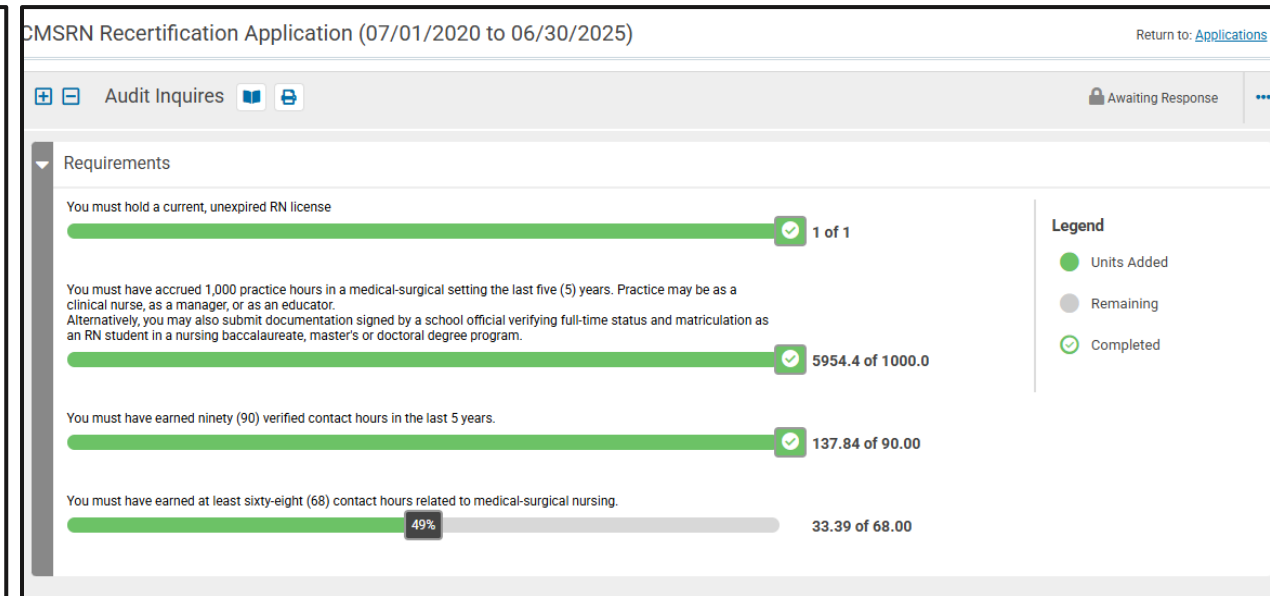 CMSRN Recertification Application (07/01/2020 to 06/30/2025)
Return to: Applications
Audit Inquires
Awaiting Response
Requirements
You must hold a current, unexpired RN license
1 of 1
You must have accrued 1,000 practice hours in a medical-surgical setting the last five (5) years. Practice may be as a
clinical nurse, as a manager, or as an educator.
Alternatively, you may also submit documentation signed by a school official verifying full-time status and matriculation as
an RN student in a nursing baccalaureate, master's or doctoral degree program.
5954.4 of 1000.0
You must have earned ninety (90) verified contact hours in the last 5 years.
137.84 of 90.00
You must have earned at least sixty-eight (68) contact hours related to medical-surgical nursing.
49%
33.39 of 68.00
Legend
Units Added
Remaining
Completed